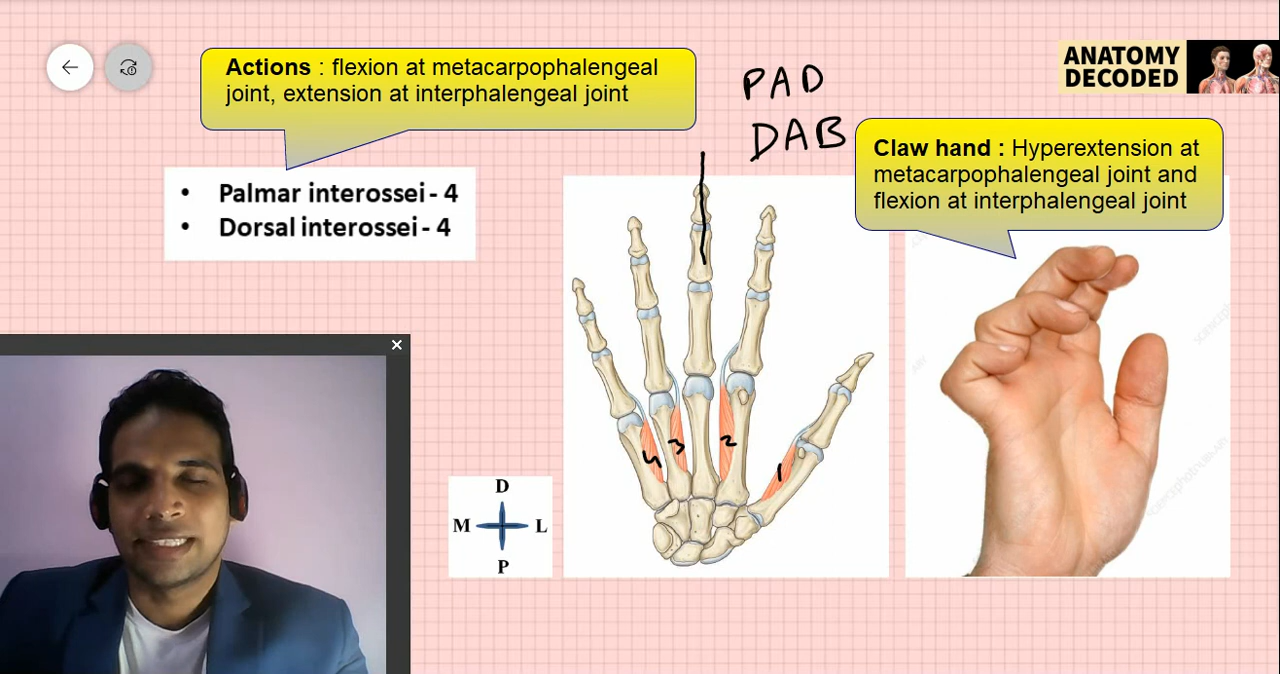 Actions : flexion at metacarpophalengeal
joint, extension at interphalengeal joint
PAD
DAB
ANATOMY
DECODED
Claw hand : Hyperextension at
metacarpophalengeal joint and
flexion at interphalengeal joint
• Palmar interossei - 4
• Dorsal interossei - 4
4
3
2
1
D
M
L
P